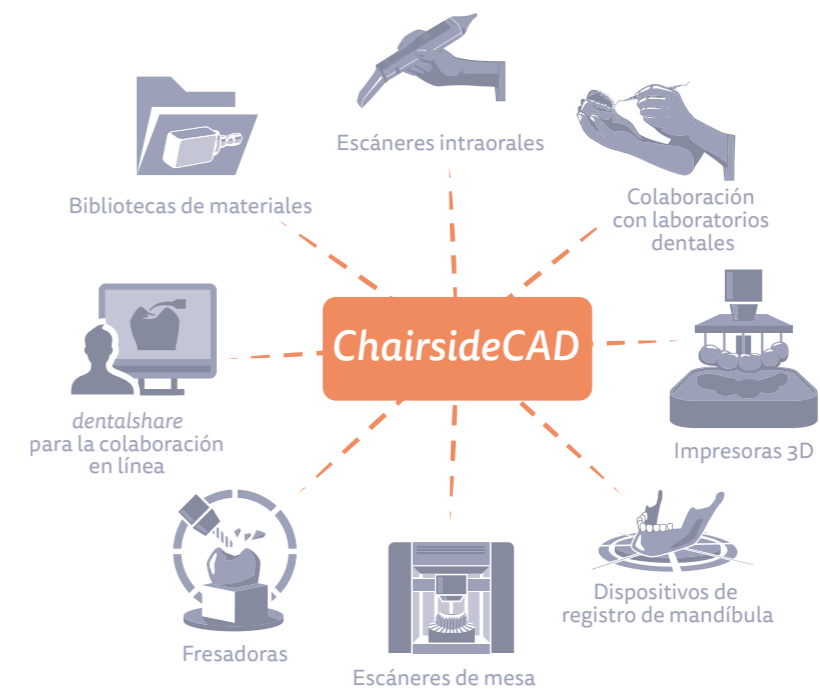 Escáneres intraorales
Bibliotecas de materiales
Colaboración
con laboratorios
dentales
ChairsideCAD
dentalshare
para la colaboración
en línea
Impresoras 3D
Dispositivos de
registro de mandíbula
Fresadoras
Escáneres de mesa